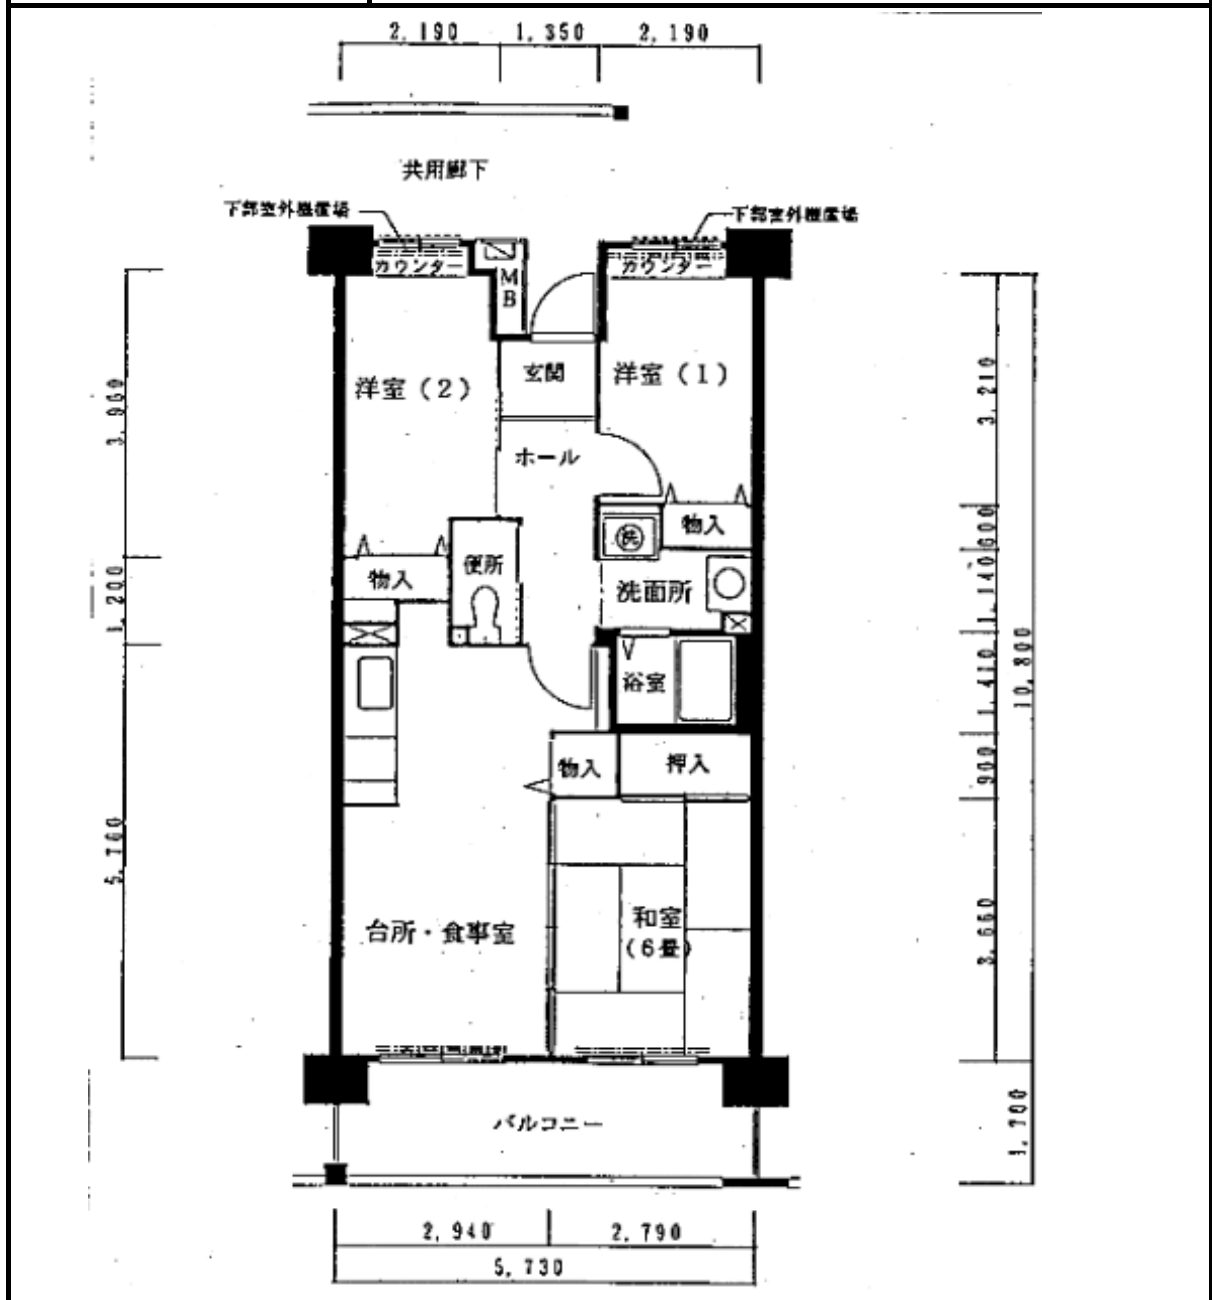 2,190 1,350 2,190
共用廊下
下部室外機置場 下部室外機置場
カウンター カウンター
MB
玄関
洋室（2） 洋室（1）
ホール
洗
物入
便所
物入
洗面所
浴室
物入 押入
台所・食事室
和室
（6畳）
バルコニー
3,900
1,200
5,700
3,210
600
1,140
1,410
900
3,660
10,800
1,700
2,940 2,790
5,730